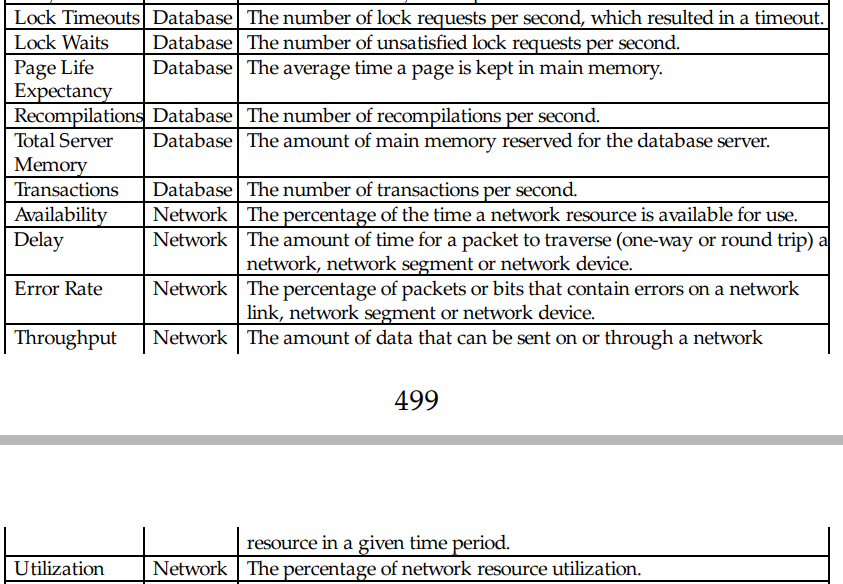 Lock Timeouts Database The number of lock requests per second, which resulted in a timeout.
Lock Waits Database The number of unsatisfied lock requests per second.
Page Life Database The average time a page is kept in main memory.
Expectancy
Recompilations Database The number of recompilations per second.
Total Server Database The amount of main memory reserved for the database server.
Memory
Transactions Database The number of transactions per second.
Availability Network The percentage of the time a network resource is available for use.
Delay Network The amount of time for a packet to traverse (one-way or round trip) a
network, network segment or network device.
Error Rate Network The percentage of packets or bits that contain errors on a network
link, network segment or network device.
Throughput Network The amount of data that can be sent on or through a network
499
resource in a given time period.
Utilization Network The percentage of network resource utilization.